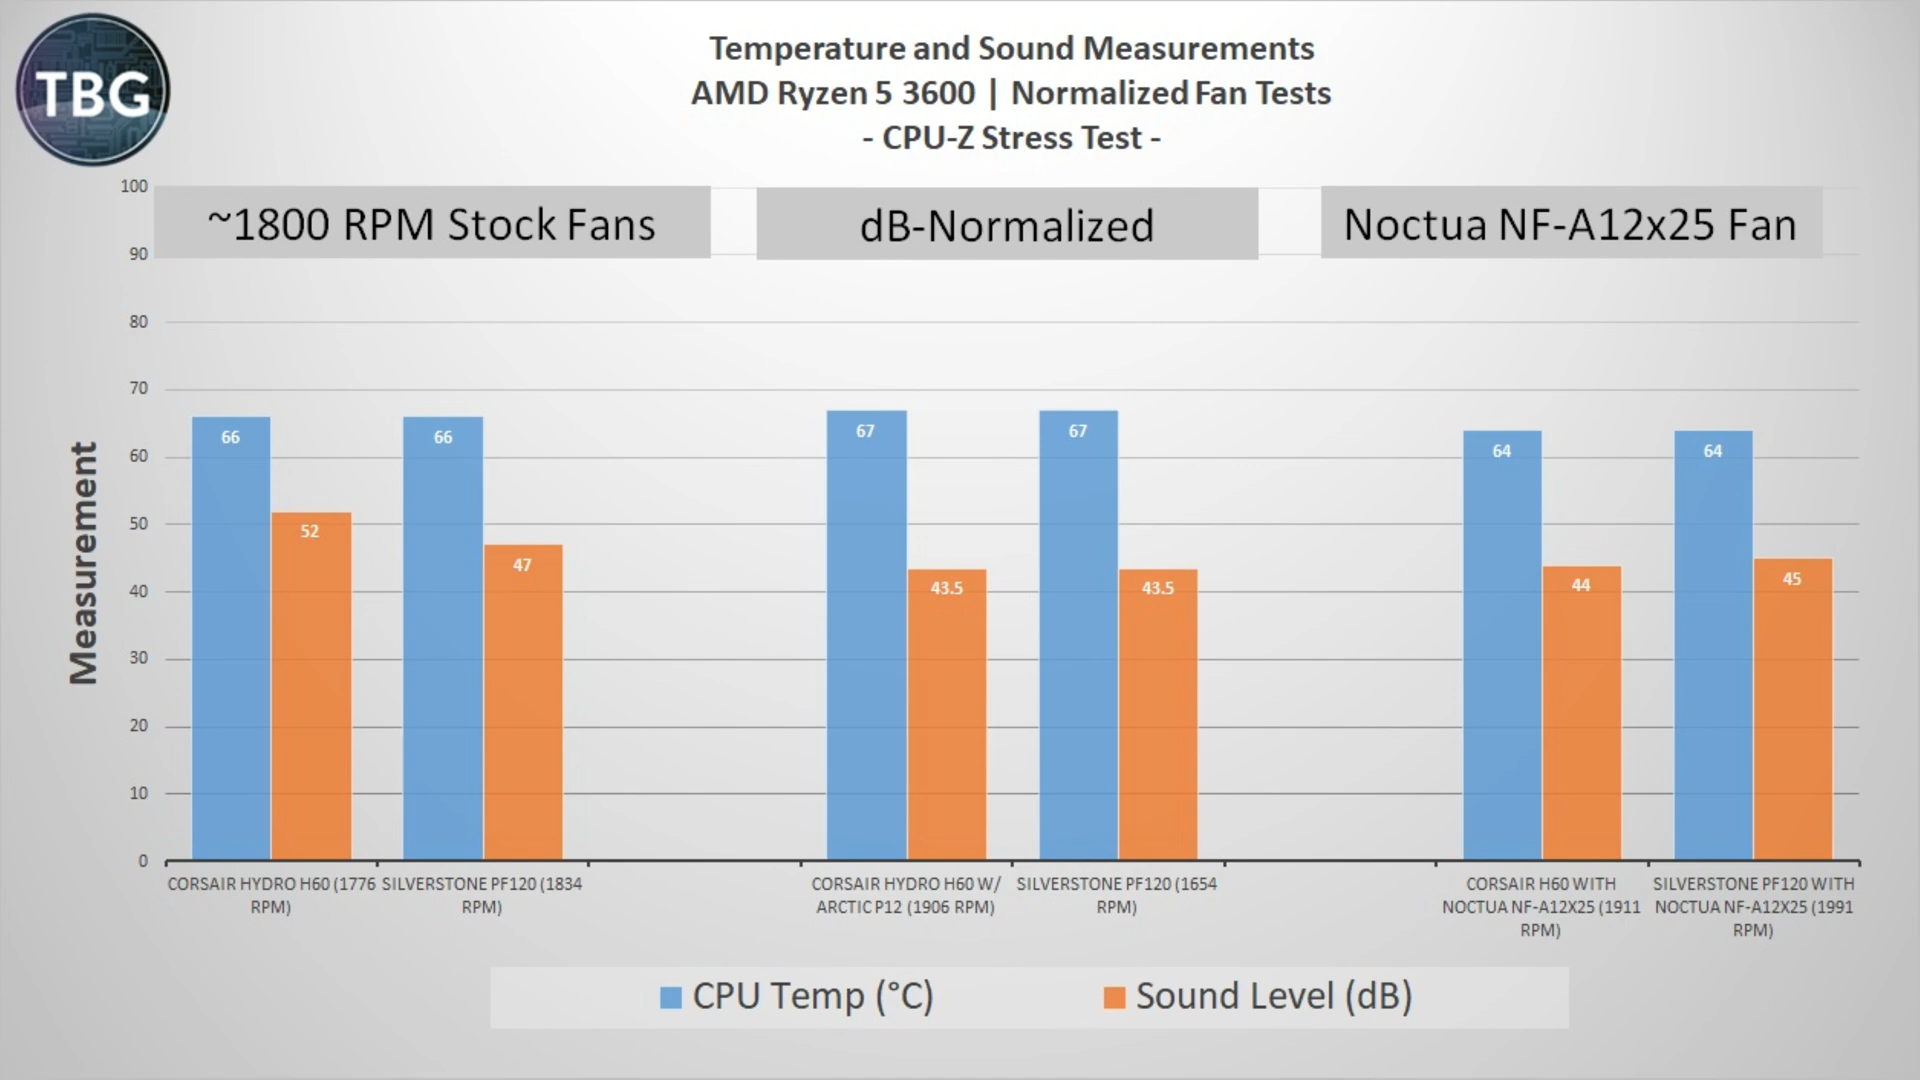 TBG
Temperature and Sound Measurements
AMD Ryzen 5 3600 | Normalized Fan Tests
- CPU-Z Stress Test -
~1800 RPM Stock Fans
dB-Normalized
Noctua NF-A12x25 Fan
Measurement
100
90
80
70
60
50
40
30
20
10
0
66
52
66
47
67
43.5
67
43.5
64
44
64
45
CORSAIR HYDRO H60 (1776
RPM)
SILVERSTONE PF120 (1834
RPM)
CORSAIR HYDRO H60 W/
ARCTIC P12 (1906 RPM)
SILVERSTONE PF120 (1654
RPM)
CORSAIR H60 WITH
NOCTUA NF-A12X25 (1911
RPM)
SILVERSTONE PF120 WITH
NOCTUA NF-A12X25 (1991
RPM)
CPU Temp (°C)
Sound Level (dB)